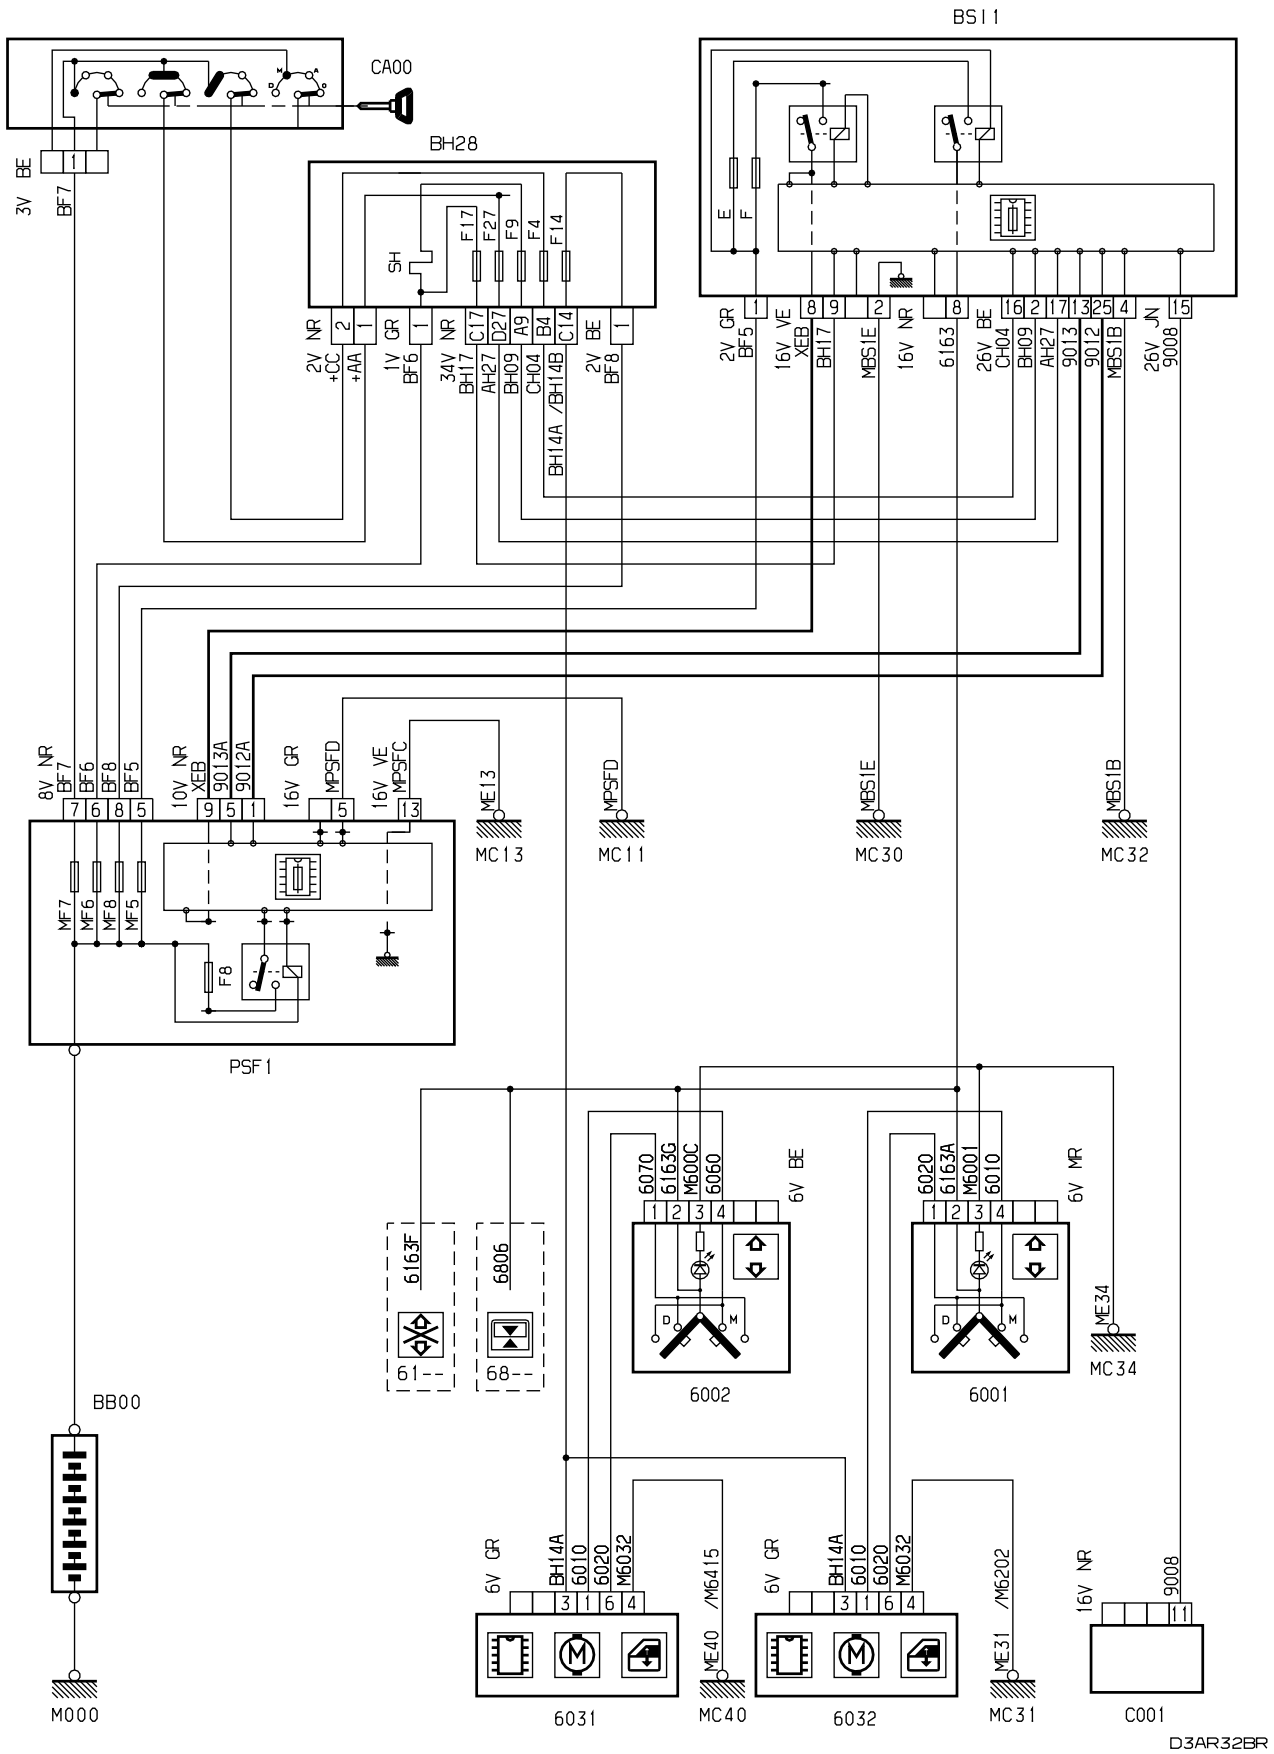 BSI1
M
A
D
O
CA00
BH28
3V BE
1
BF7
SH
F17
F27
F9
F4
F14
E
F
2
1
1
C17
D27
A9
B4
C14
1
2V NR
+CC
+AA
1V GR
BF6
34V NR
BH17
AH27
BH09
CH04
BH14A /BH14B
2V BE
BF8
1
8
9
2
8
16
2
17
13
25
4
15
2V GR
BF5
16V VE
XEB
BH17
MBS1E
16V NR
6163
26V BE
CH04
BH09
AH27
9013
9012
MBS1B
26V JN
9008
8V NR
BF7
BF6
BF8
BF5
10V NR
XEB
9013A
9012A
16V GR
MPSFD
16V VE
MPSFC
ME13
MPSFD
MBS1E
MBS1B
7
6
8
5
9
5
1
5
13
MC13
MC11
MC30
MC32
MF7
MF6
MF8
MF5
F8
PSF1
6070
6163G
M600C
6060
6V BE
6020
6163A
M6001
6010
6V MR
1
2
3
4
1
2
3
4
6163F
6806
D
M
D
M
ME34
61--
68--
MC34
6002
6001
BB00
6V GR
BH14A
6010
6020
M6032
ME40 /M6415
6V GR
BH14A
6010
6020
M6032
ME31 /M6202
16V NR
9008
3
1
6
4
3
1
6
4
11
M
M
M000
6031
MC40
6032
MC31
C001
D3AR32BR